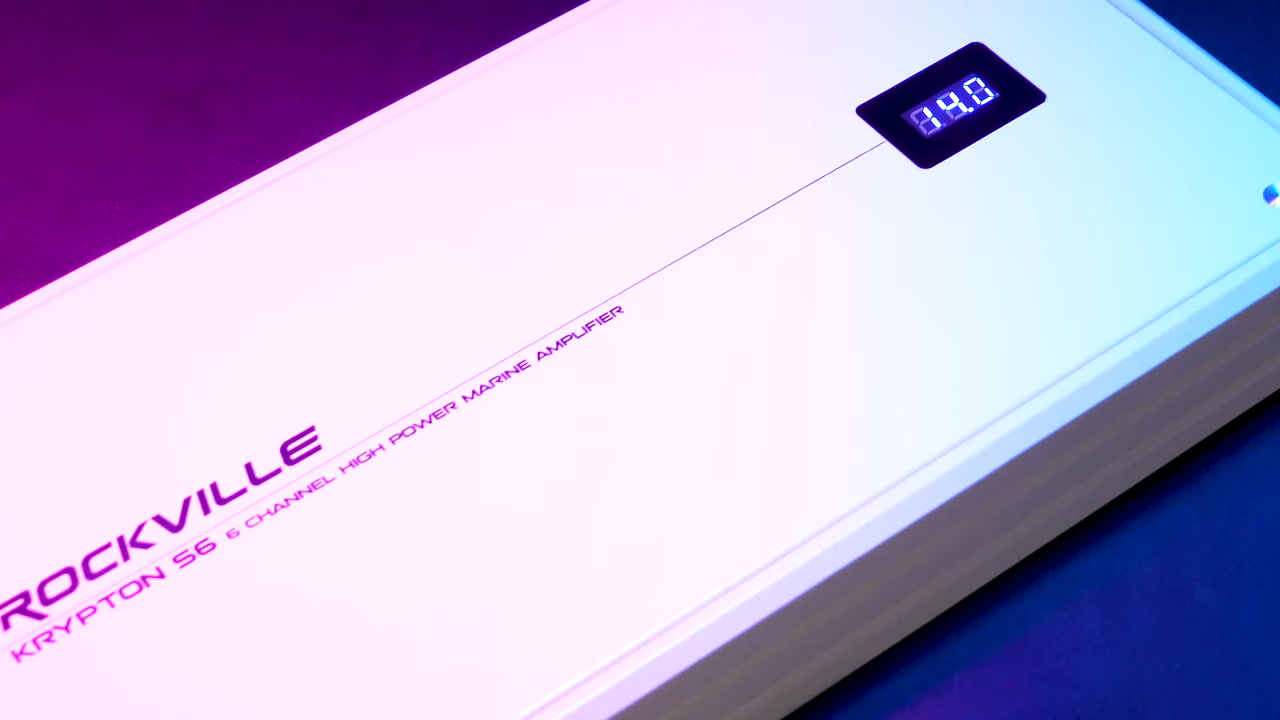 14.0
ROCKVILLE
KRYPTON S6 6 CHANNEL HIGH POWER MARINE AMPLIFIER